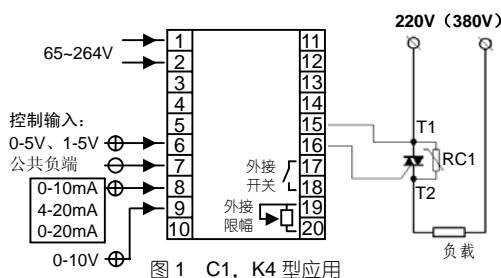 220V（380V）
65~264V
1
2
3
4
5
6
7
8
9
10
11
12
13
14
15
16
17
18
19
20
控制输入：
0-5V、1-5V
公共负端
0-10mA
4-20mA
0-20mA
0-10V
外接
开关
外接
限幅
T1
RC1
T2
负载
图 1 C1，K4 型应用